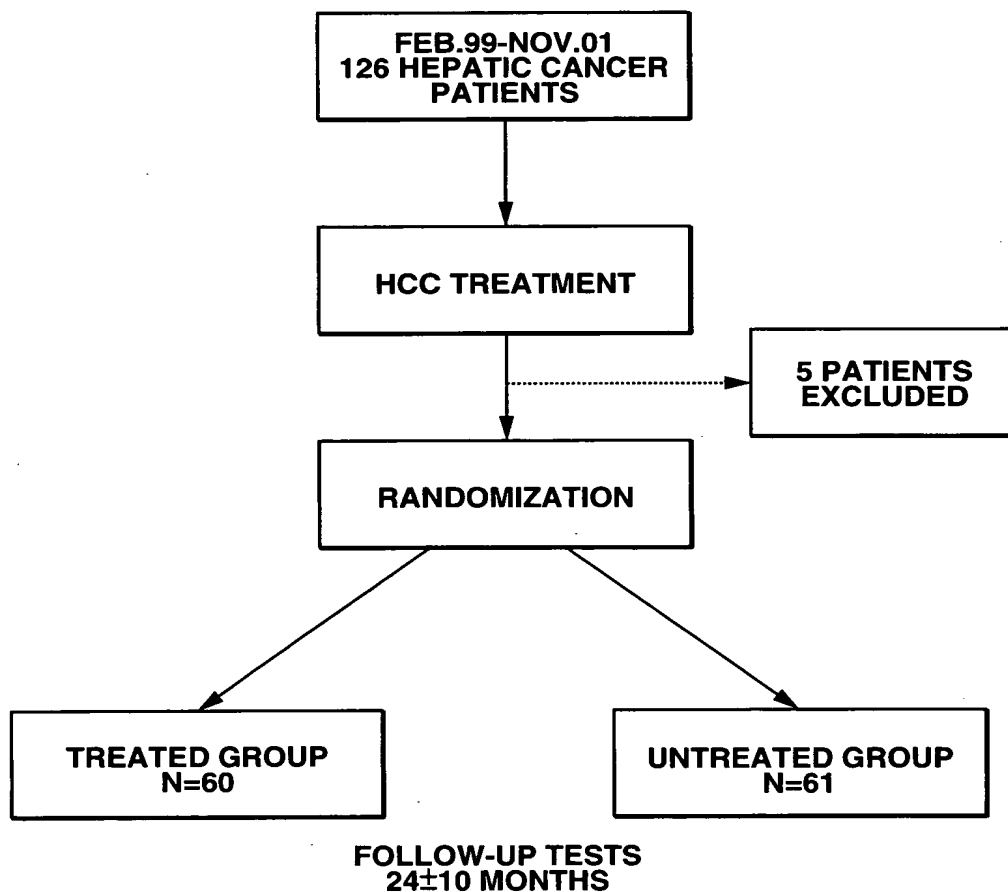 FEB.99-NOV.01
126 HEPATIC CANCER
PATIENTS
HCC TREATMENT
5 PATIENTS
EXCLUDED
RANDOMIZATION
TREATED GROUP
N=60
UNTREATED GROUP
N=61
FOLLOW-UP TESTS
24±10 MONTHS